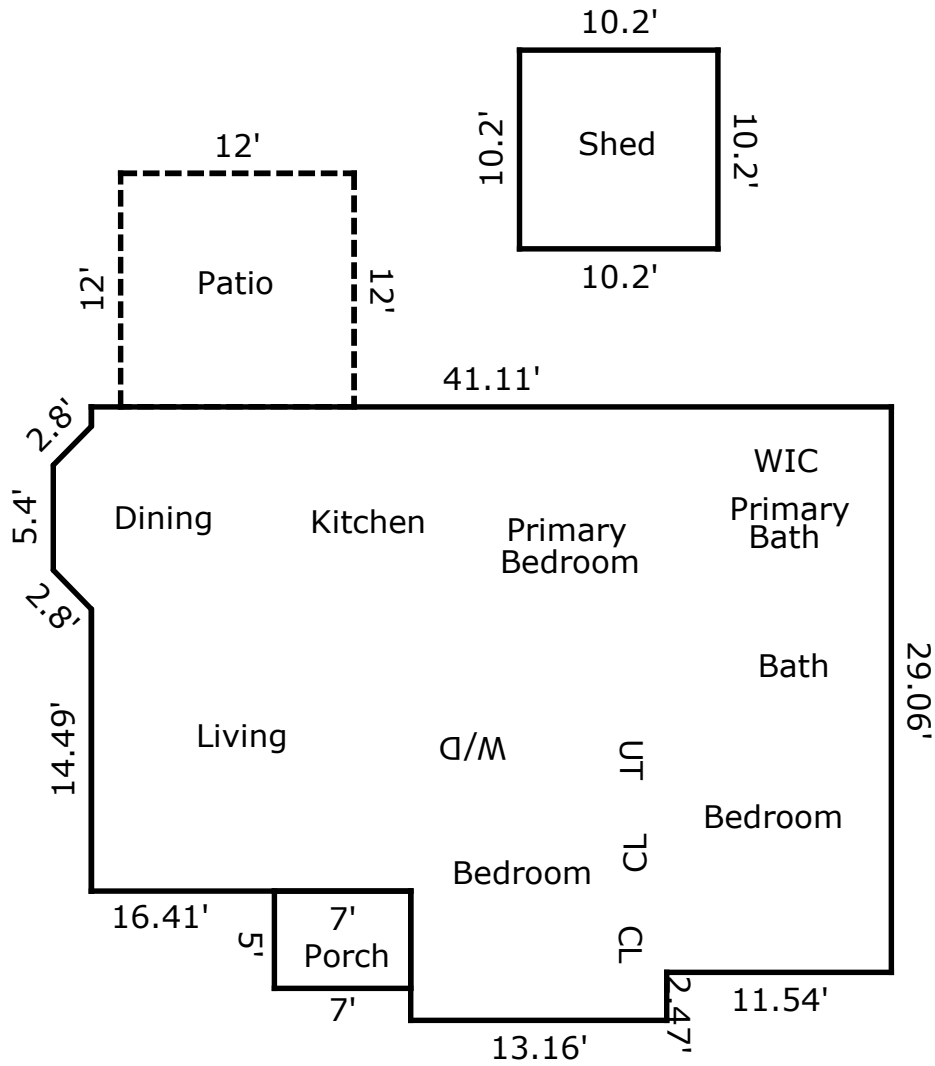 10.2'
10.2'
Shed
10.2'
10.2'
12'
12'
Patio
12'
41.11'
2.8'
5.4'
2.8'
Dining
Kitchen
Primary
Bedroom
WIC
Primary
Bath
Bath
29.06'
14.49'
Living
W/D
UT
Bedroom
CL
Bedroom
CL
16.41'
5'
7'
Porch
7'
13.16'
2.47'
11.54'